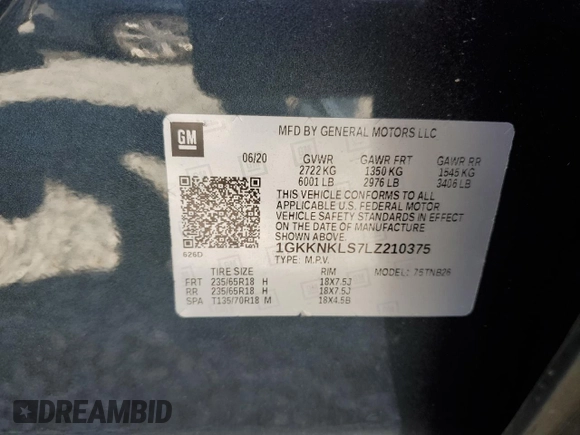 GM
MFD BY GENERAL MOTORS LLC
06/20 GVWR GAWR FRT GAWR RR
2722 KG 1350 KG 1545 KG
6001 LB 2976 LB 3406 LB
THIS VEHICLE CONFORMS TO ALL
APPLICABLE U.S. FEDERAL MOTOR
VEHICLE SAFETY STANDARDS IN EFFECT
ON THE DATE OF MANUFACTURE
SHOWN ABOVE.
1GKKNKLS7LZ210375
626D
TYPE: M.P.V.
MODEL: 7STNB26
TIRE SIZE RIM
FRT 235/65R18 H 18X7.5J
RR 235/65R18 H 18X7.5J
SPA T135/70R18 M 18X4.5B
DREAMBID